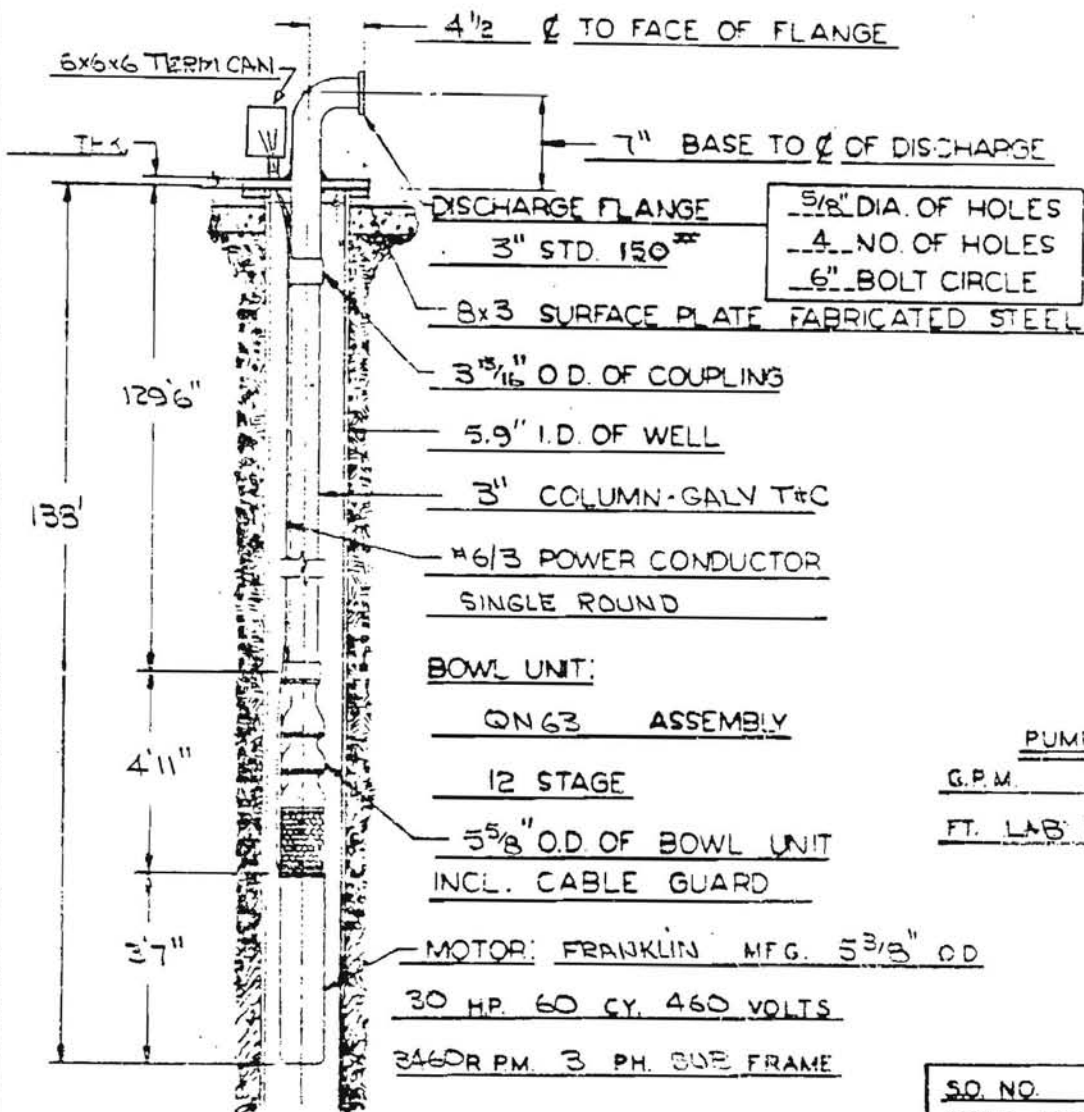 4 1/2 ℄ TO FACE OF FLANGE
6x6x6 TERM CAN
THK.
7" BASE TO ℄ OF DISCHARGE
DISCHARGE FLANGE
3" STD. 150#
5/8" DIA. OF HOLES
4 NO. OF HOLES
6" BOLT CIRCLE
8x3 SURFACE PLATE FABRICATED STEEL
3 13/16" O.D. OF COUPLING
129'6"
5.9" I.D. OF WELL
3" COLUMN-GALV T&C
138'
#6/3 POWER CONDUCTOR
SINGLE ROUND
BOWL UNIT:
QN63 ASSEMBLY
12 STAGE
4'11"
PUMP
G.P.M.
FT. LAB
5 5/8" O.D. OF BOWL UNIT
INCL. CABLE GUARD
3'7"
MOTOR: FRANKLIN MFG. 5 3/8" OD
30 HP. 60 CY. 460 VOLTS
3460 R.P.M. 3 PH. SUB FRAME
S.O. NO.